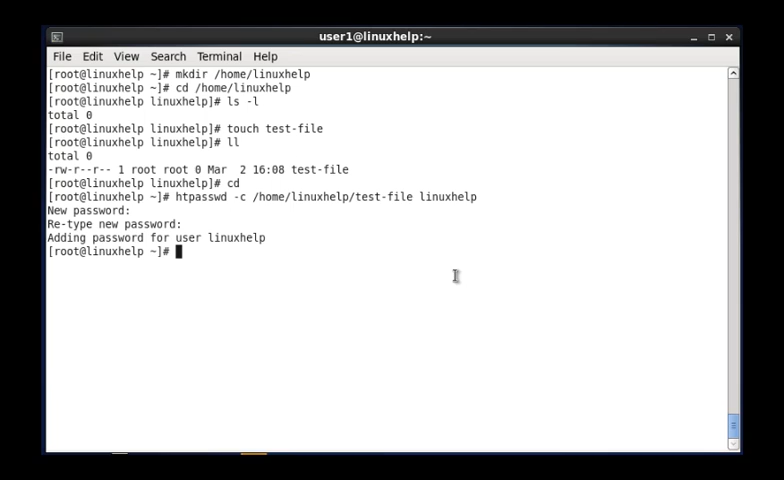 user1@linuxhelp:~
File Edit View Search Terminal Help
[root@linuxhelp ~]# mkdir /home/linuxhelp
[root@linuxhelp ~]# cd /home/linuxhelp
[root@linuxhelp linuxhelp]# ls -l
total 0
[root@linuxhelp linuxhelp]# touch test-file
[root@linuxhelp linuxhelp]# ll
total 0
-rw-r--r-- 1 root root 0 Mar  2 16:08 test-file
[root@linuxhelp linuxhelp]# cd
[root@linuxhelp ~]# htpasswd -c /home/linuxhelp/test-file linuxhelp
New password:
Re-type new password:
Adding password for user linuxhelp
[root@linuxhelp ~]#